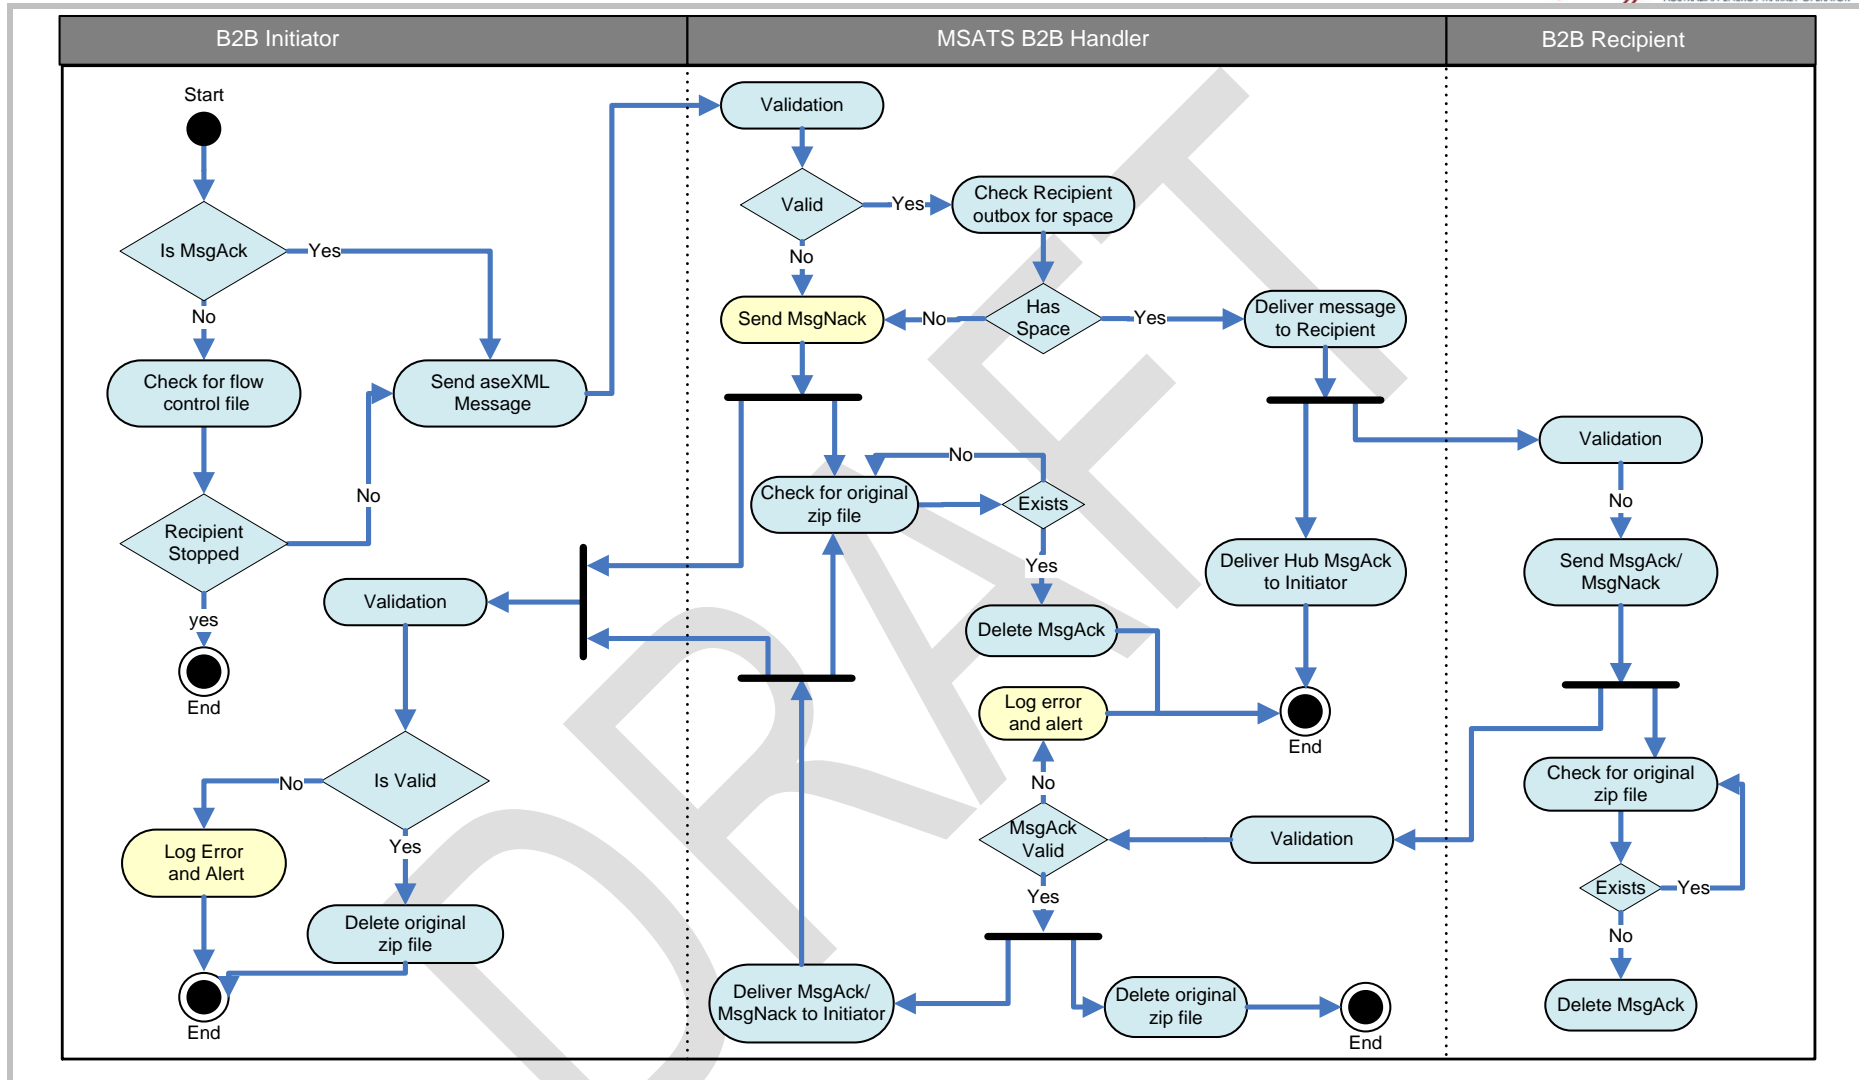 B2B Initiator
MSATS B2B Handler
B2B Recipient
Start
Is MsgAck
Yes
No
Check for flow
control file
Send aseXML
Message
No
Recipient
Stopped
yes
End
Validation
Is Valid
No
Yes
Log Error
and Alert
Delete original
zip file
End
Validation
Valid
Yes
Check Recipient
outbox for space
No
Send MsgNack
No
Has
Space
Yes
Deliver message
to Recipient
No
Check for original
zip file
Exists
Yes
Delete MsgAck
Deliver Hub MsgAck
to Initiator
Log error
and alert
End
No
MsgAck
Valid
Validation
Yes
Deliver MsgAck/
MsgNack to Initiator
Delete original
zip file
End
Validation
No
Send MsgAck/
MsgNack
Check for original
zip file
Exists
Yes
No
Delete MsgAck
DRAFT